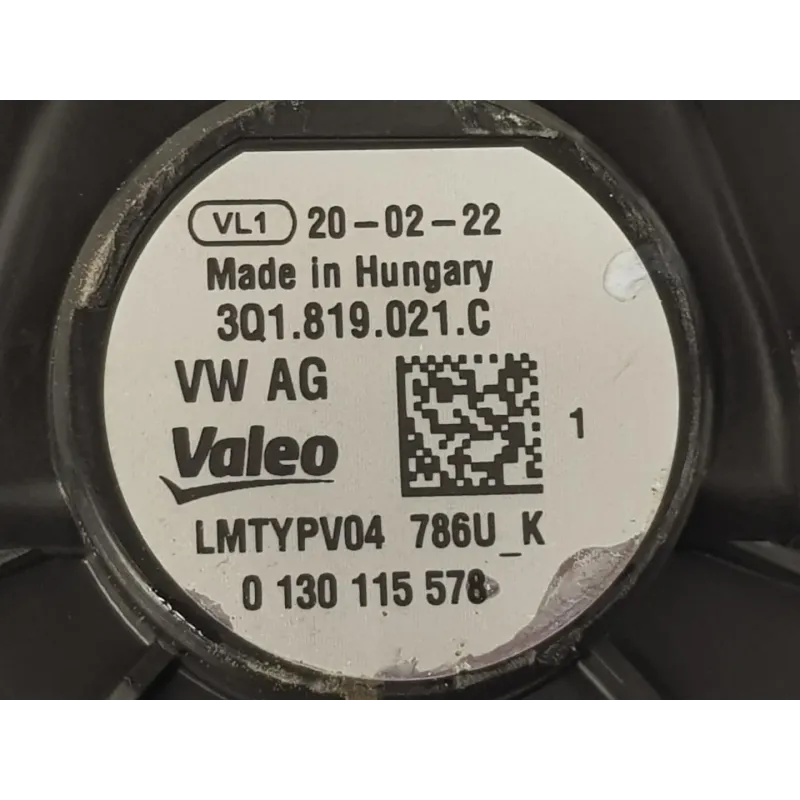 VL1 20-02-22
Made in Hungary
3Q1.819.021.C
VW AG
Valeo
1
LMTYPV04 786U_K
0 130 115 578